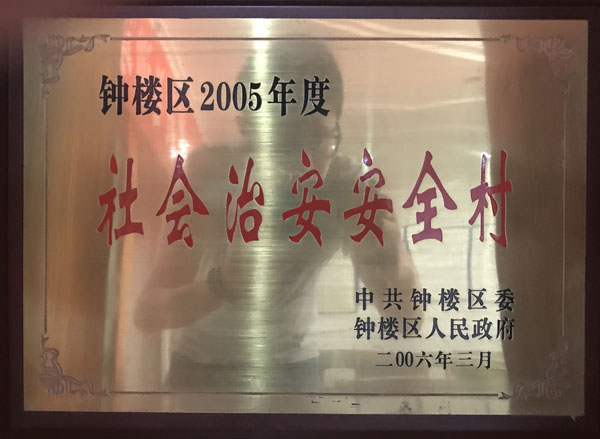 钟楼区2005年度
社会治安安全村
中共钟楼区委
钟楼区人民政府
二00六年三月